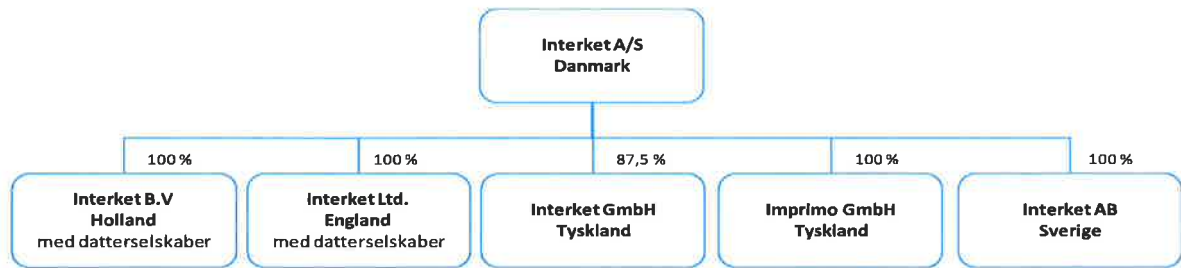 Interket A/S
Danmark
100 %
100 %
87,5 %
100 %
100 %
Interket B.V
Holland
med datterselskaber
Interket Ltd.
England
med datterselskaber
Interket GmbH
Tyskland
Imprimo GmbH
Tyskland
Interket AB
Sverige